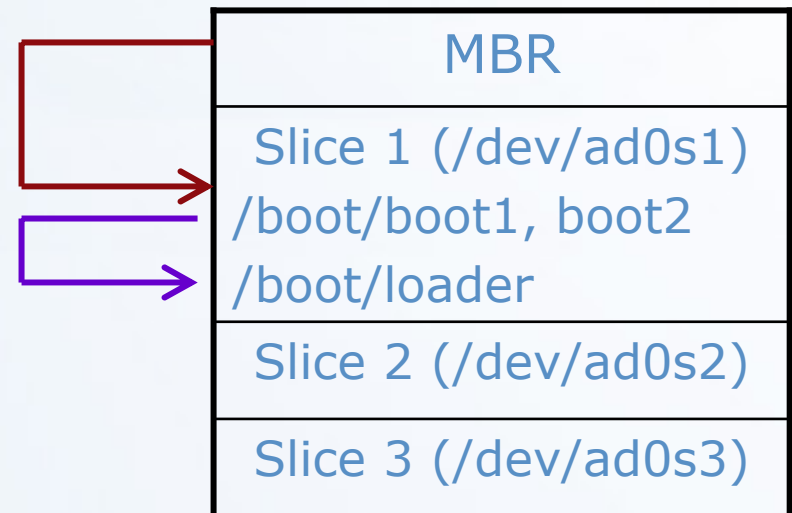 MBR
Slice 1 (/dev/ad0s1)
/boot/boot1, boot2
/boot/loader
Slice 2 (/dev/ad0s2)
Slice 3 (/dev/ad0s3)